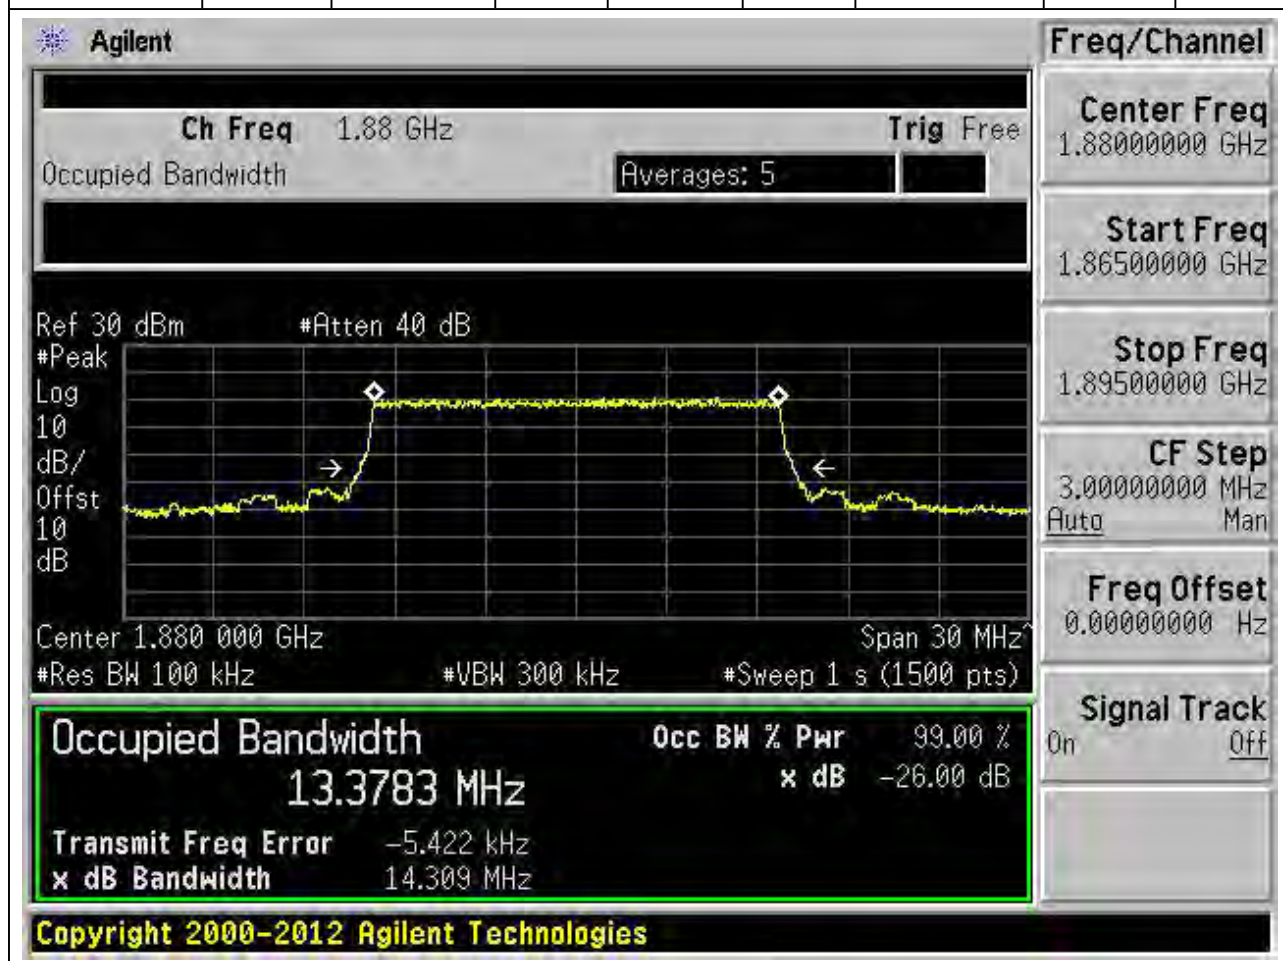 Agilent
Freq/Channel
Ch Freq 1.88 GHz Trig Free
Occupied Bandwidth Averages: 5
Center Freq
1.88000000 GHz
Start Freq
1.86500000 GHz
Stop Freq
1.89500000 GHz
CF Step
3.00000000 MHz
Auto Man
Freq Offset
0.00000000 Hz
Signal Track
On Off
Ref 30 dBm #Atten 40 dB
#Peak
Log
10
dB/
Offst
10
dB
Center 1.880 000 GHz Span 30 MHz^
#Res BW 100 kHz #VBW 300 kHz #Sweep 1 s (1500 pts)
Occupied Bandwidth Occ BW % Pwr 99.00 %
13.3783 MHz x dB -26.00 dB
Transmit Freq Error -5.422 kHz
x dB Bandwidth 14.309 MHz
Copyright 2000-2012 Agilent Technologies